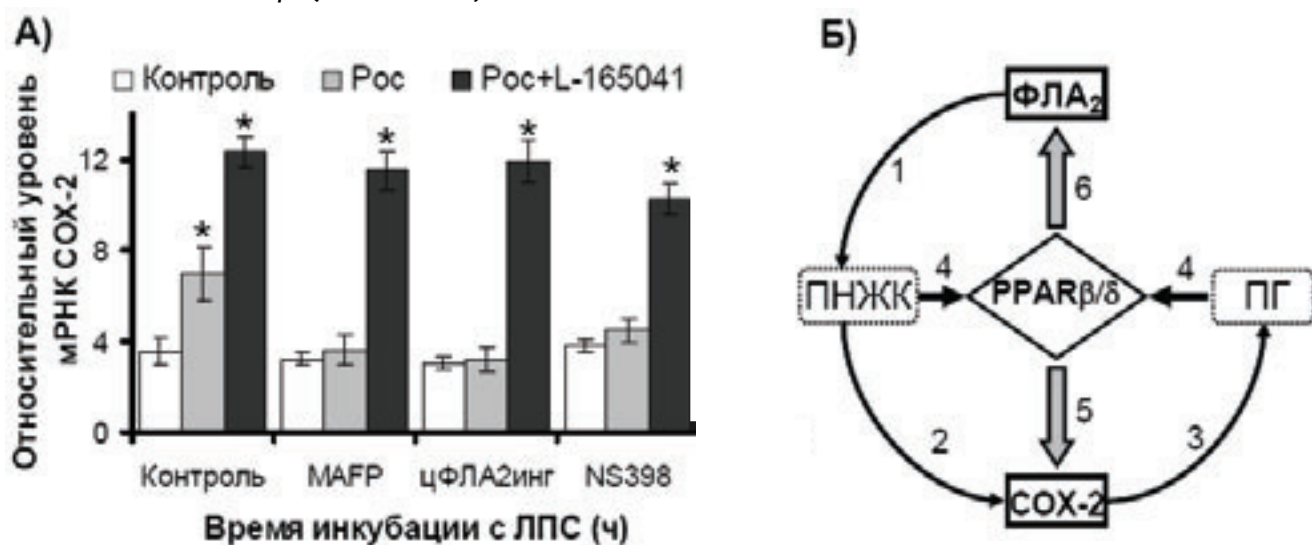 А)
Контроль Рос Рос+L-165041
Относительный уровень
мРНК COX-2
12
8
4
0
* * * * *
Контроль MAFP цФЛА2инг NS398
Время инкубации с ЛПС (ч)
Б)
ФЛА₂
1
6
ПНЖК 4 PPARβ/δ 4 ПГ
2
5
3
COX-2